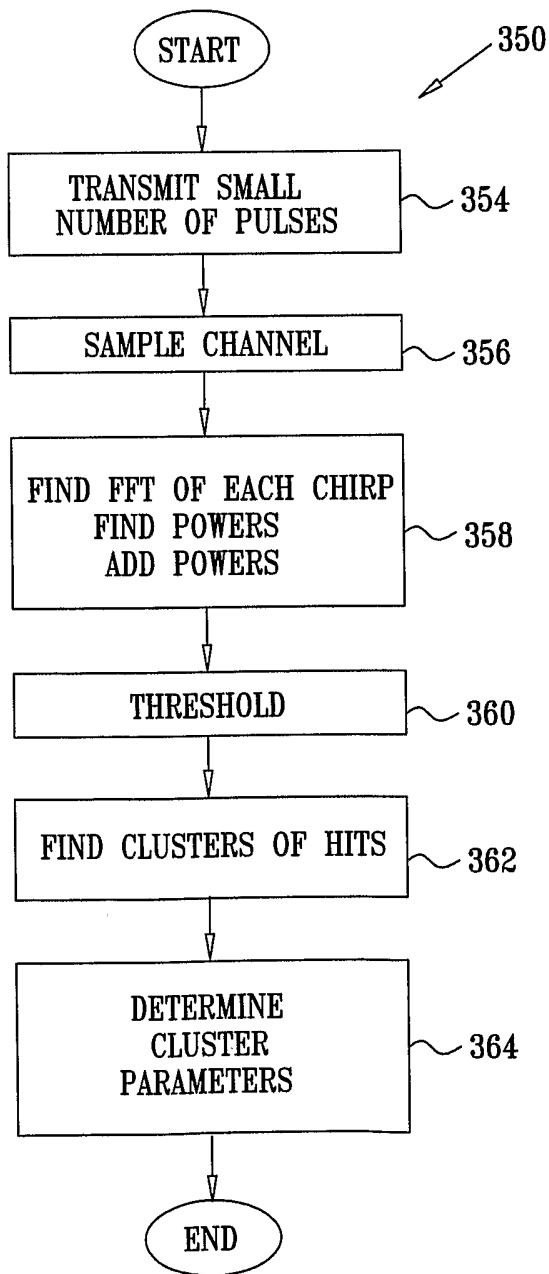 START
350
TRANSMIT SMALL
NUMBER OF PULSES
354
SAMPLE CHANNEL
356
FIND FFT OF EACH CHIRP
FIND POWERS
ADD POWERS
358
THRESHOLD
360
FIND CLUSTERS OF HITS
362
DETERMINE
CLUSTER
PARAMETERS
364
END